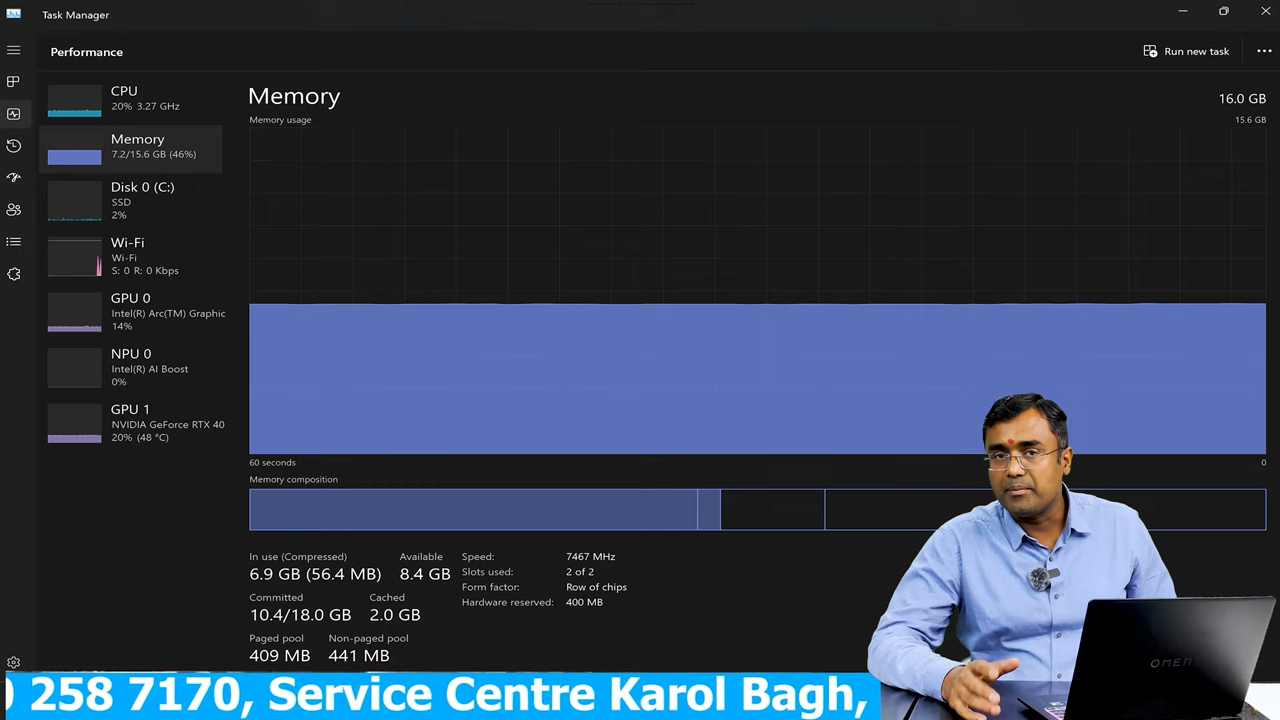 Task Manager
Performance
Run new task
CPU
20% 3.27 GHz
Memory
7.2/15.6 GB (46%)
Disk 0 (C:)
SSD
2%
Wi-Fi
Wi-Fi
S: 0 R: 0 Kbps
GPU 0
Intel(R) Arc(TM) Graphic
14%
NPU 0
Intel(R) AI Boost
0%
GPU 1
NVIDIA GeForce RTX 40
20% (48 °C)
Memory
16.0 GB
Memory usage
15.6 GB
60 seconds
0
Memory composition
In use (Compressed)
6.9 GB (56.4 MB)
Available
8.4 GB
Committed
10.4/18.0 GB
Cached
2.0 GB
Paged pool
409 MB
Non-paged pool
441 MB
Speed: 7467 MHz
Slots used: 2 of 2
Form factor: Row of chips
Hardware reserved: 400 MB
OMEN
258 7170, Service Centre Karol Bagh,